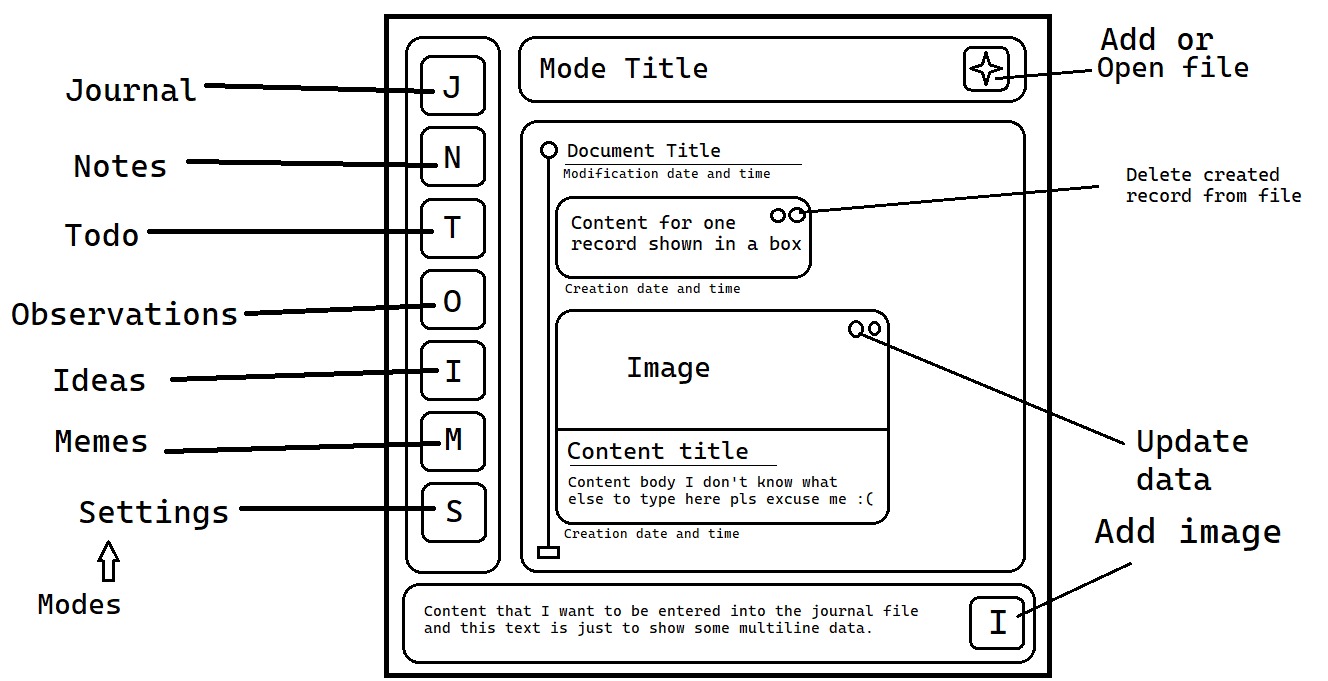 Journal
Notes
Todo
Observations
Ideas
Memes
Settings
Modes
J
N
T
O
I
M
S
Mode Title
Document Title
Modification date and time
Content for one
record shown in a box
Creation date and time
Image
Content title
Content body I don't know what
else to type here pls excuse me :(
Creation date and time
Content that I want to be entered into the journal file
and this text is just to show some multiline data.
I
Add or
Open file
Delete created
record from file
Update
data
Add image